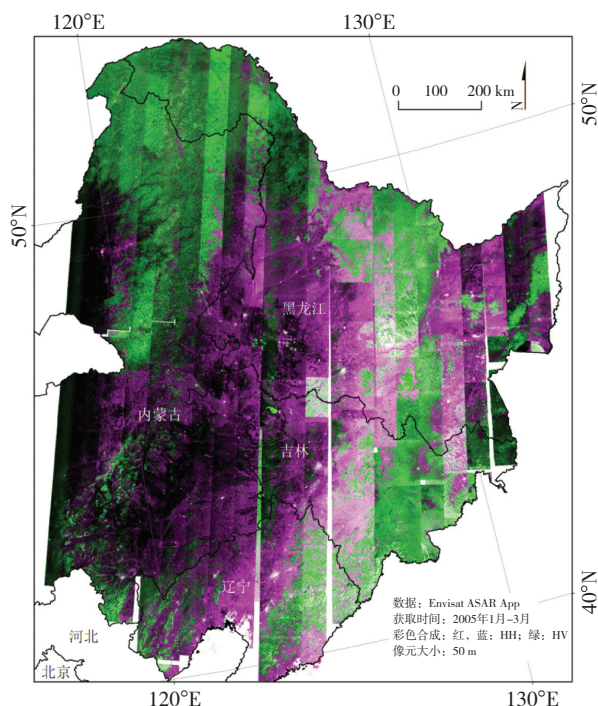 120°E
130°E
0 100 200 km
N
50°N
50°N
黑龙江
内蒙古
吉林
辽宁
40°N
数据：Envisat ASAR App
获取时间：2005年1月-3月
彩色合成：红，蓝：HH；绿：HV
像元大小：50 m
河北
北京
120°E
130°E